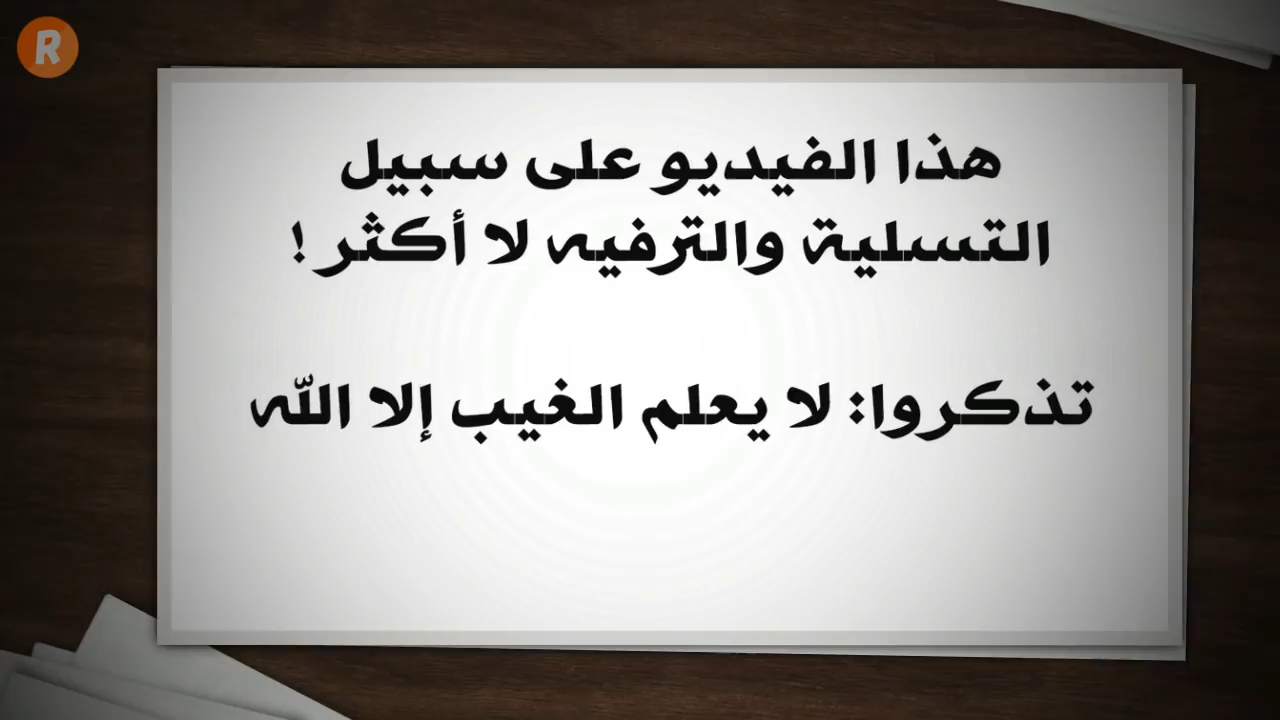 R
هذا الفيديو على سبيل
التسلية والترفيه لا أكثر !
تذكروا: لا يعلم الغيب إلا الله